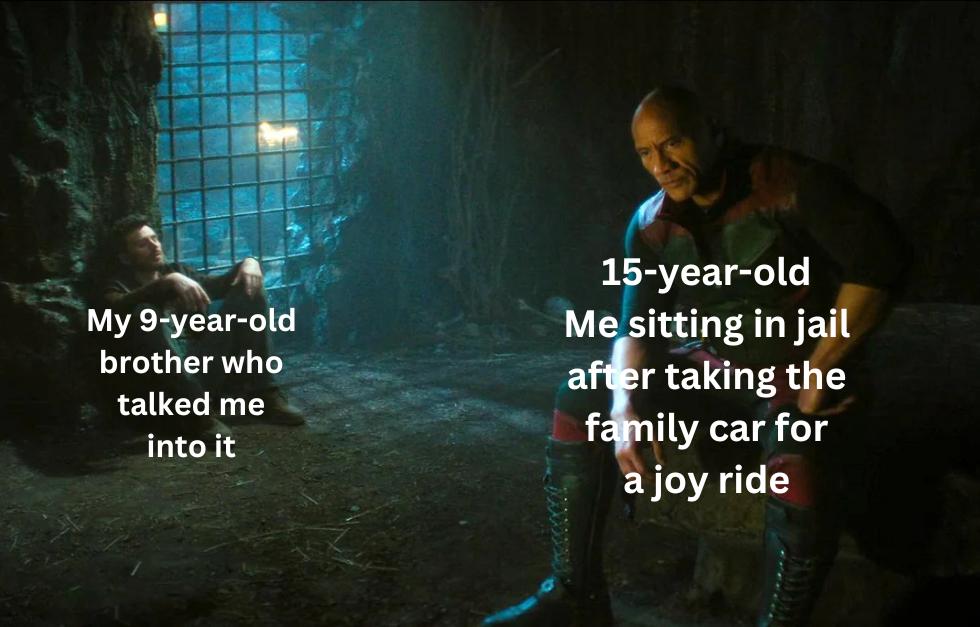 My 9-year-old
brother who
talked me
into it
15-year-old
Me sitting in jail
after taking the
family car for
a joy ride